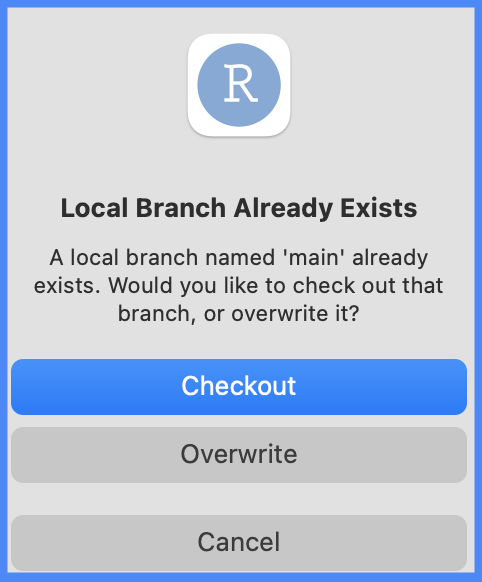 R
Local Branch Already Exists
A local branch named 'main' already
exists. Would you like to check out that
branch, or overwrite it?
Checkout
Overwrite
Cancel